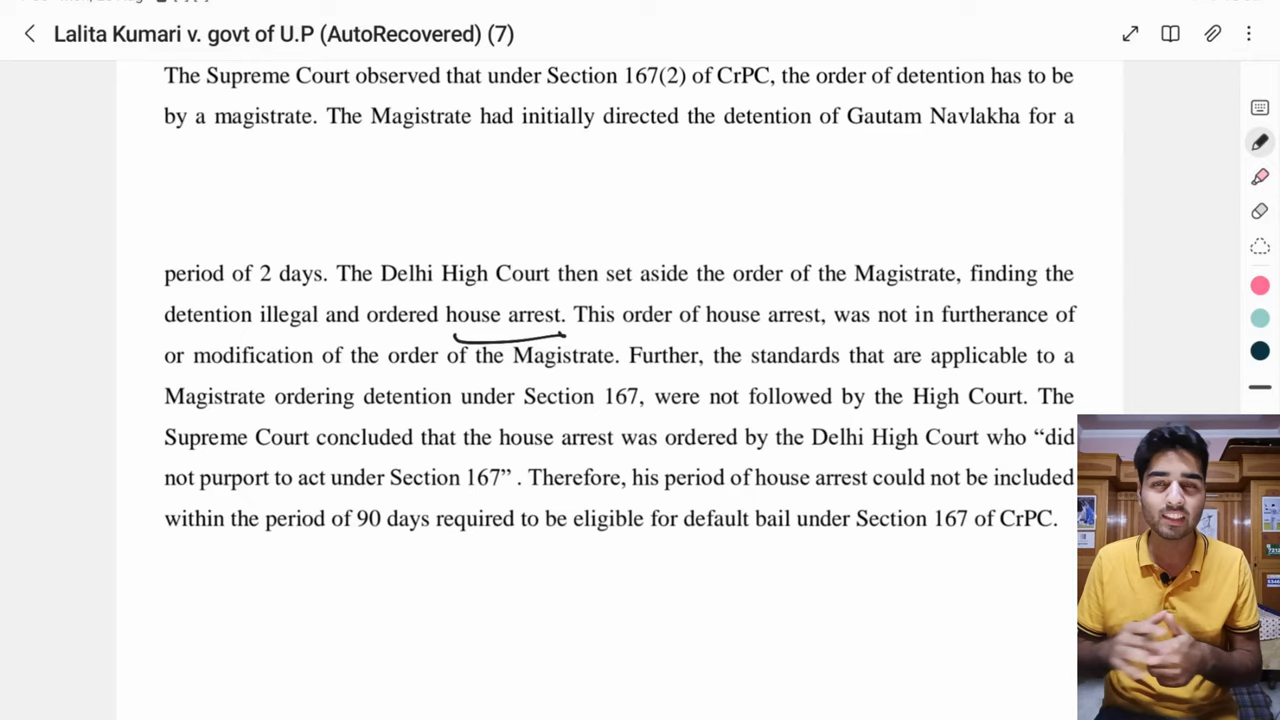 Lalita Kumari v. govt of U.P (AutoRecovered) (7)
The Supreme Court observed that under Section 167(2) of CrPC, the order of detention has to be
by a magistrate. The Magistrate had initially directed the detention of Gautam Navlakha for a
period of 2 days. The Delhi High Court then set aside the order of the Magistrate, finding the
detention illegal and ordered house arrest. This order of house arrest, was not in furtherance of
or modification of the order of the Magistrate. Further, the standards that are applicable to a
Magistrate ordering detention under Section 167, were not followed by the High Court. The
Supreme Court concluded that the house arrest was ordered by the Delhi High Court who “did
not purport to act under Section 167” . Therefore, his period of house arrest could not be included
within the period of 90 days required to be eligible for default bail under Section 167 of CrPC.